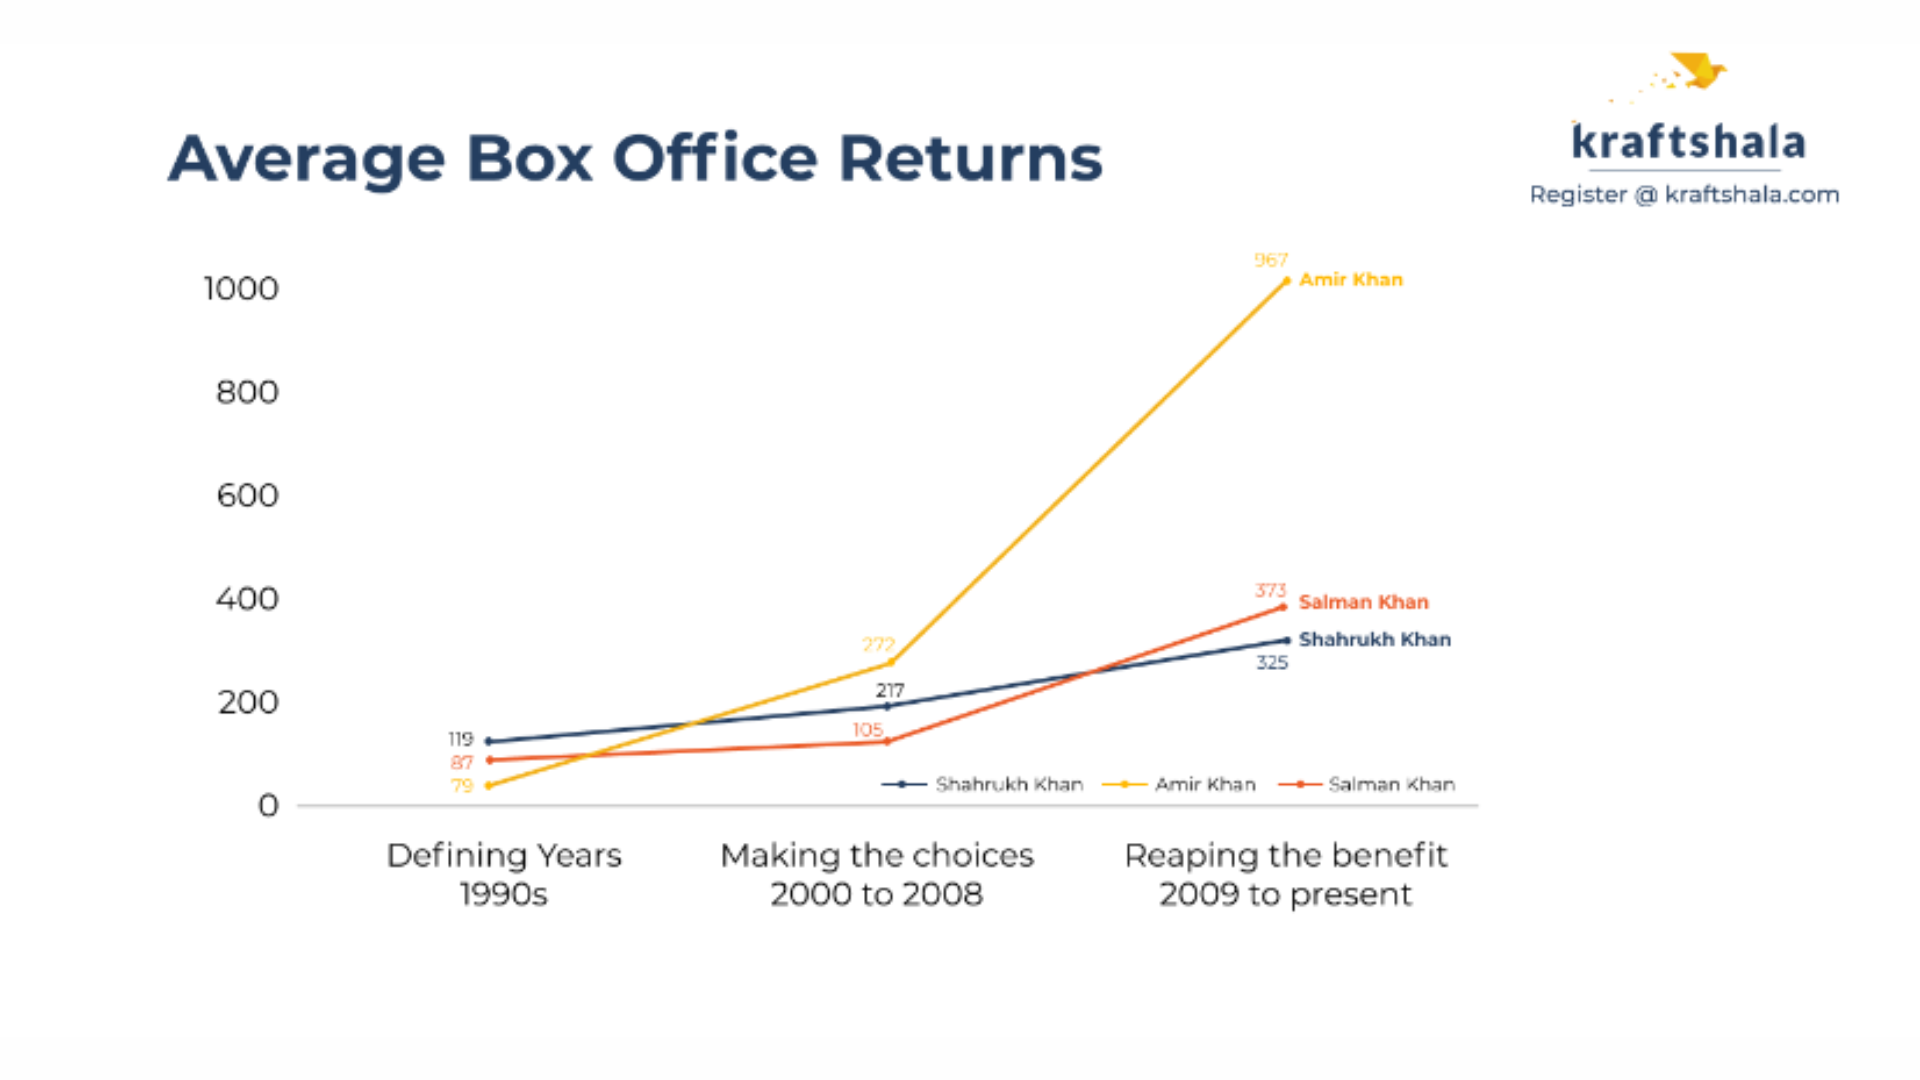 kraftshala
Register @ kraftshala.com
Average Box Office Returns
1000
800
600
400
200
0
967
Amir Khan
373
Salman Khan
Shahrukh Khan
325
272
217
105
119
87
79
Shahrukh Khan
Amir Khan
Salman Khan
Defining Years
1990s
Making the choices
2000 to 2008
Reaping the benefit
2009 to present